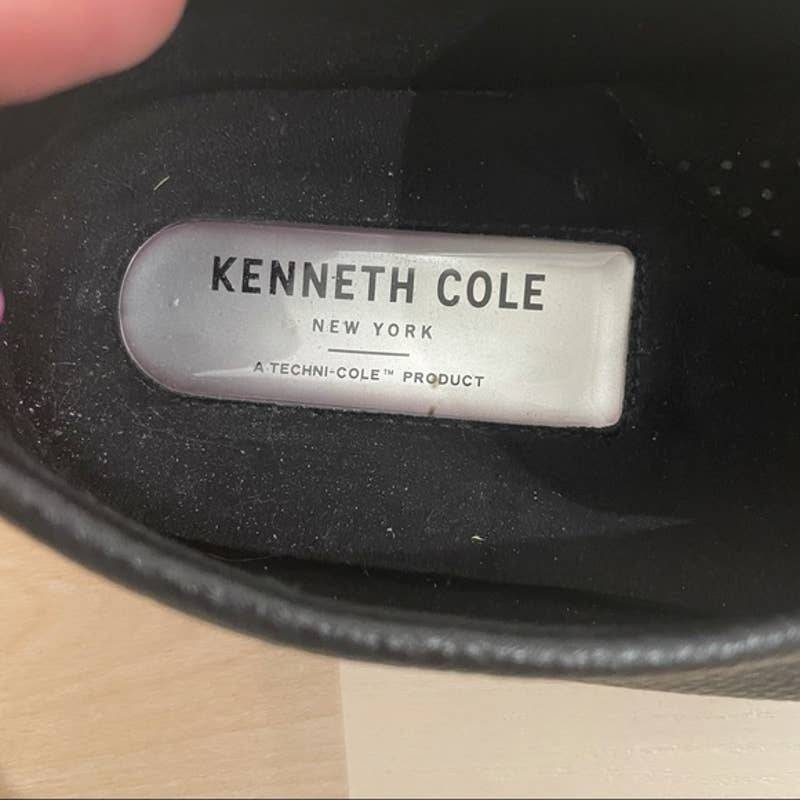 KENNETH COLE
NEW YORK
A TECHNI-COLE™ PRODUCT